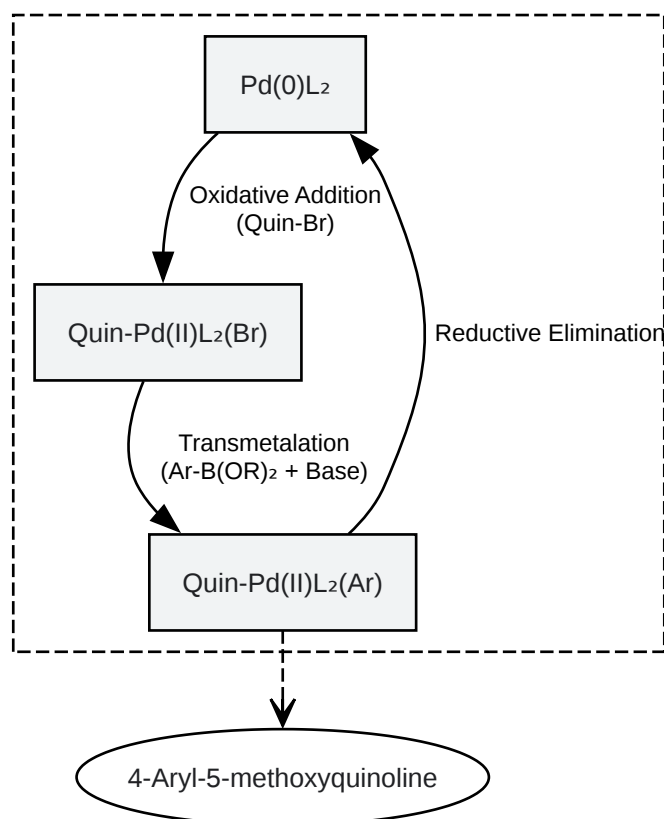 Pd(0)L₂
Oxidative Addition
(Quin-Br)
Quin-Pd(II)L₂(Br)
Reductive Elimination
Transmetalation
(Ar-B(OR)₂ + Base)
Quin-Pd(II)L₂(Ar)
4-Aryl-5-methoxyquinoline